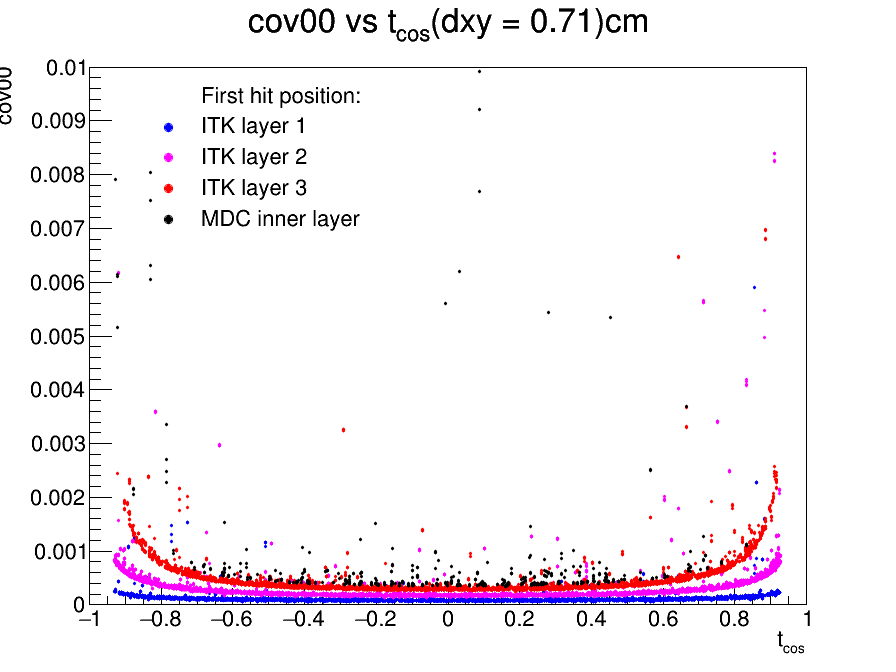 cov00 vs t_cos(dxy = 0.71)cm
cov00
0.01
0.009
0.008
0.007
0.006
0.005
0.004
0.003
0.002
0.001
0
First hit position:
ITK layer 1
ITK layer 2
ITK layer 3
MDC inner layer
−1 −0.8 −0.6 −0.4 −0.2 0 0.2 0.4 0.6 0.8 1
t_cos